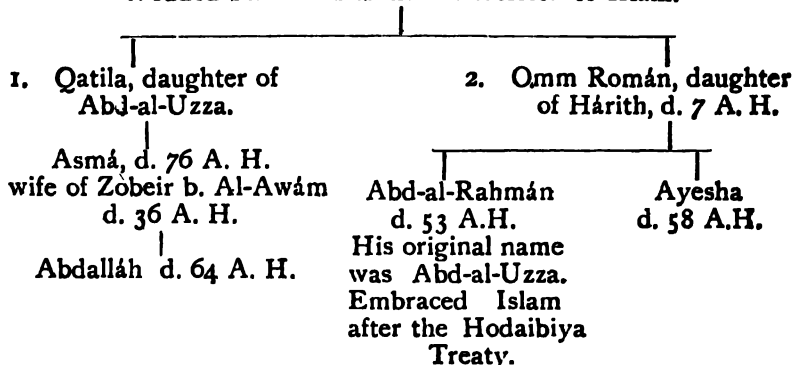 1. Qatila, daughter of
Abd-al-Uzza.
2. Omm Román, daughter
of Hárith, d. 7 A. H.
Asmá, d. 76 A. H.
wife of Zobeir b. Al-Awám
d. 36 A. H.
Abdalláh d. 64 A. H.
Abd-al-Rahmán
d. 53 A.H.
His original name
was Abd-al-Uzza.
Embraced Islam
after the Hodaibiya
Treaty.
Ayesha
d. 58 A.H.